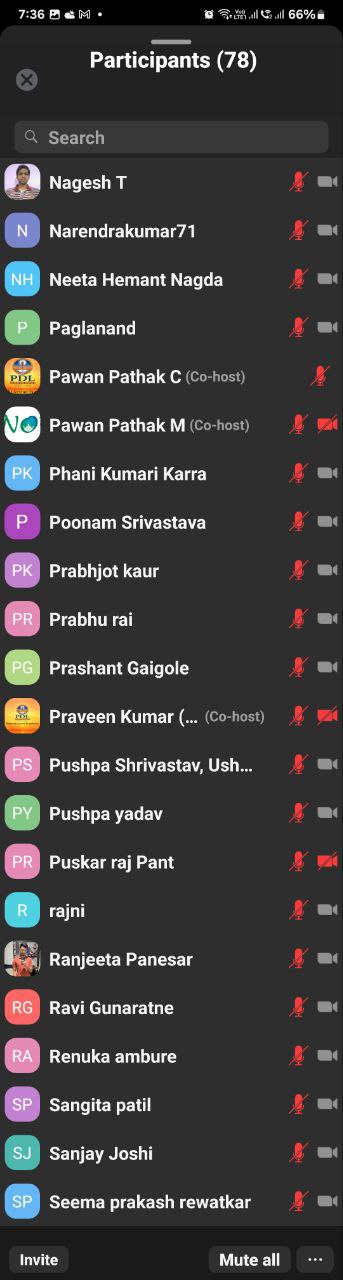 7:36 66%
Participants (78)
Search
Nagesh T
N Narendrakumar71
NH Neeta Hemant Nagda
P Paglanand
PDL Pawan Pathak C (Co-host)
Pawan Pathak M (Co-host)
PK Phani Kumari Karra
P Poonam Srivastava
PK Prabhjot kaur
PR Prabhu rai
PG Prashant Gaigole
PDL Praveen Kumar (... (Co-host)
PS Pushpa Shrivastav, Ush...
PY Pushpa yadav
PR Puskar raj Pant
R rajni
Ranjeeta Panesar
RG Ravi Gunaratne
RA Renuka ambure
SP Sangita patil
SJ Sanjay Joshi
SP Seema prakash rewatkar
Invite Mute all ...